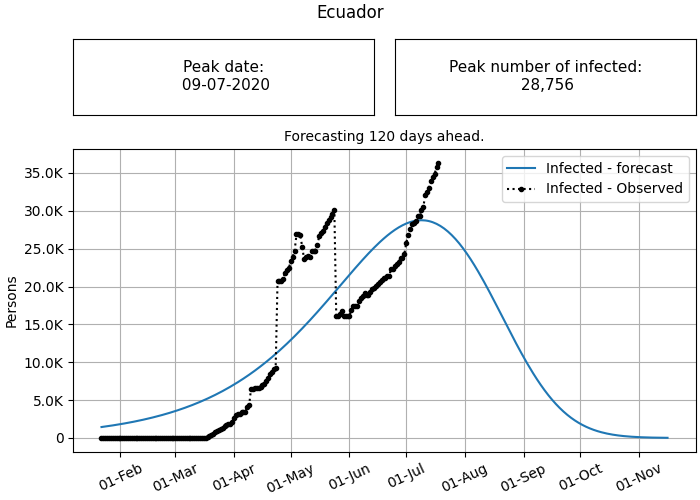 Ecuador
Peak date:
09-07-2020
Peak number of infected:
28,756
Forecasting 120 days ahead.
Infected - forecast
Infected - Observed
35.0K
30.0K
25.0K
20.0K
15.0K
10.0K
5.0K
0
Persons
01-Feb
01-Mar
01-Apr
01-May
01-Jun
01-Jul
01-Aug
01-Sep
01-Oct
01-Nov